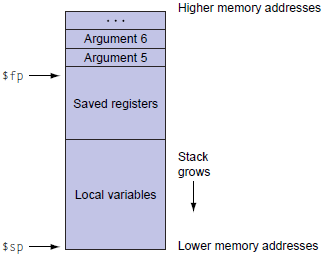 Higher memory addresses
. . .
Argument 6
Argument 5
$fp
Saved registers
Stack
grows
Local variables
$sp
Lower memory addresses